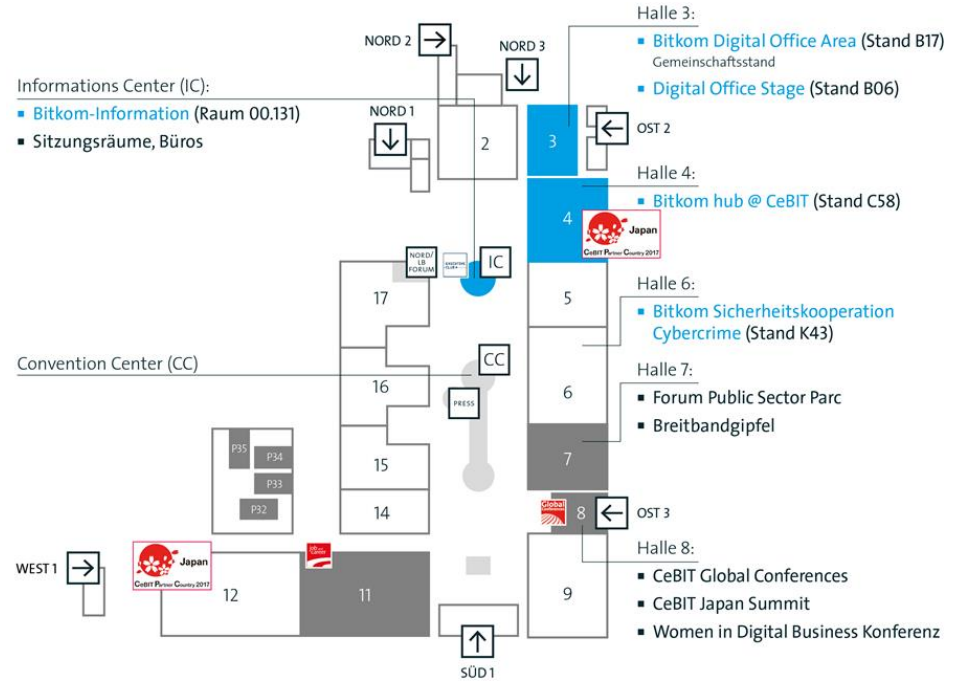 Halle 3:
▪ Bitkom Digital Office Area (Stand B17)
Gemeinschaftsstand
▪ Digital Office Stage (Stand B06)
NORD 2
NORD 3
Informations Center (IC):
▪ Bitkom-Information (Raum 00.131)
▪ Sitzungsräume, Büros
NORD 1
2
3
OST 2
Halle 4:
▪ Bitkom hub @ CeBIT (Stand C58)
4
Japan
CeBIT Partner Country 2017
NORD/
LB
FORUM
IC
17
5
Halle 6:
▪ Bitkom Sicherheitskooperation
Cybercrime (Stand K43)
Convention Center (CC)
CC
16
PRESS
6
Halle 7:
▪ Forum Public Sector Parc
▪ Breitbandgipfel
P35
P34
P33
P32
15
7
14
Global
Conferences
8
OST 3
Halle 8:
▪ CeBIT Global Conferences
▪ CeBIT Japan Summit
▪ Women in Digital Business Konferenz
WEST 1
Japan
CeBIT Partner Country 2017
12
11
9
SÜD 1